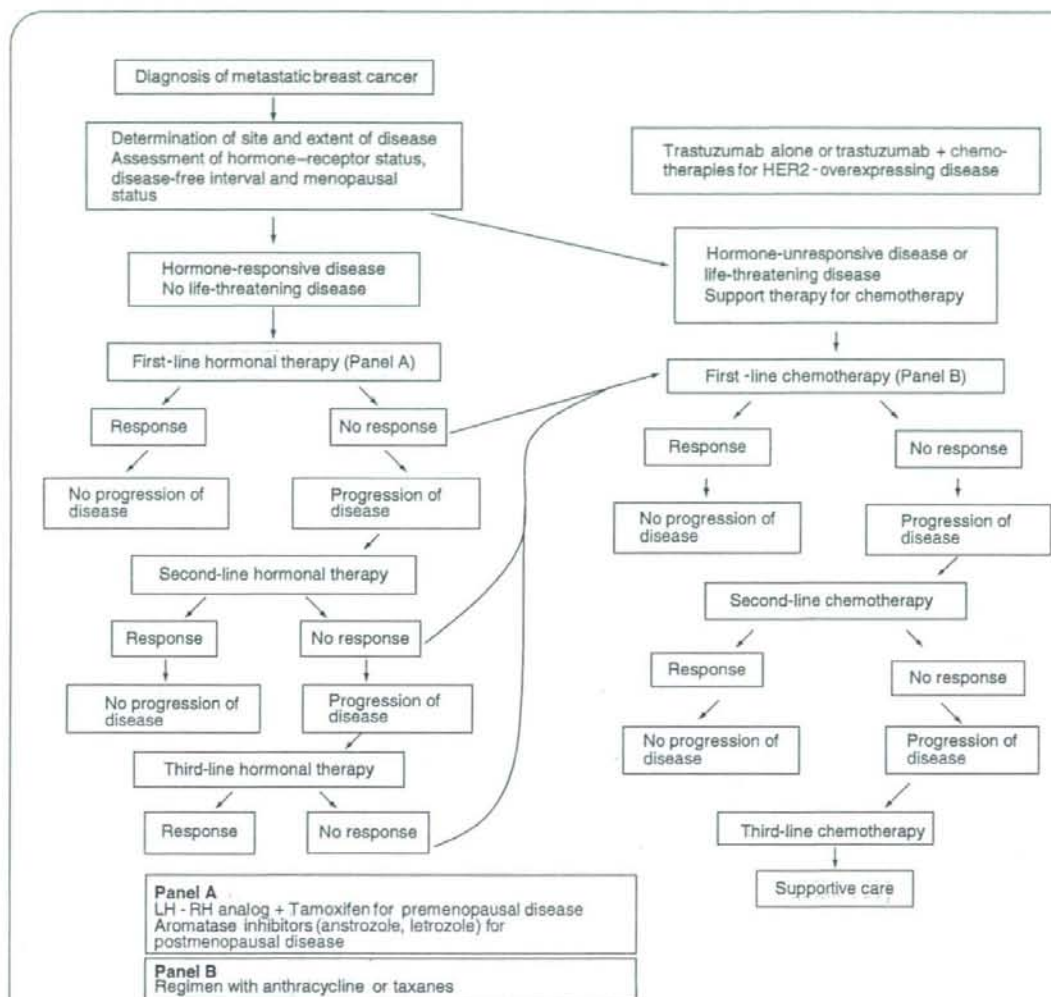 Diagnosis of metastatic breast cancer
Determination of site and extent of disease
Assessment of hormone–receptor status,
disease-free interval and menopausal
status
Hormone-responsive disease
No life-threatening disease
First-line hormonal therapy (Panel A)
Response
No response
No progression of
disease
Progression of
disease
Second-line hormonal therapy
Response
No response
No progression of
disease
Progression of
disease
Third-line hormonal therapy
Response
No response
Trastuzumab alone or trastuzumab + chemo-
therapies for HER2-overexpressing disease
Hormone-unresponsive disease or
life-threatening disease
Support therapy for chemotherapy
First -line chemotherapy (Panel B)
Response
No response
No progression of
disease
Progression of
disease
Second-line chemotherapy
Response
No response
No progression of
disease
Progression of
disease
Third-line chemotherapy
Supportive care
Panel A
LH - RH analog + Tamoxifen for premenopausal disease
Aromatase inhibitors (anstrozole, letrozole) for
postmenopausal disease
Panel B
Regimen with anthracycline or taxanes